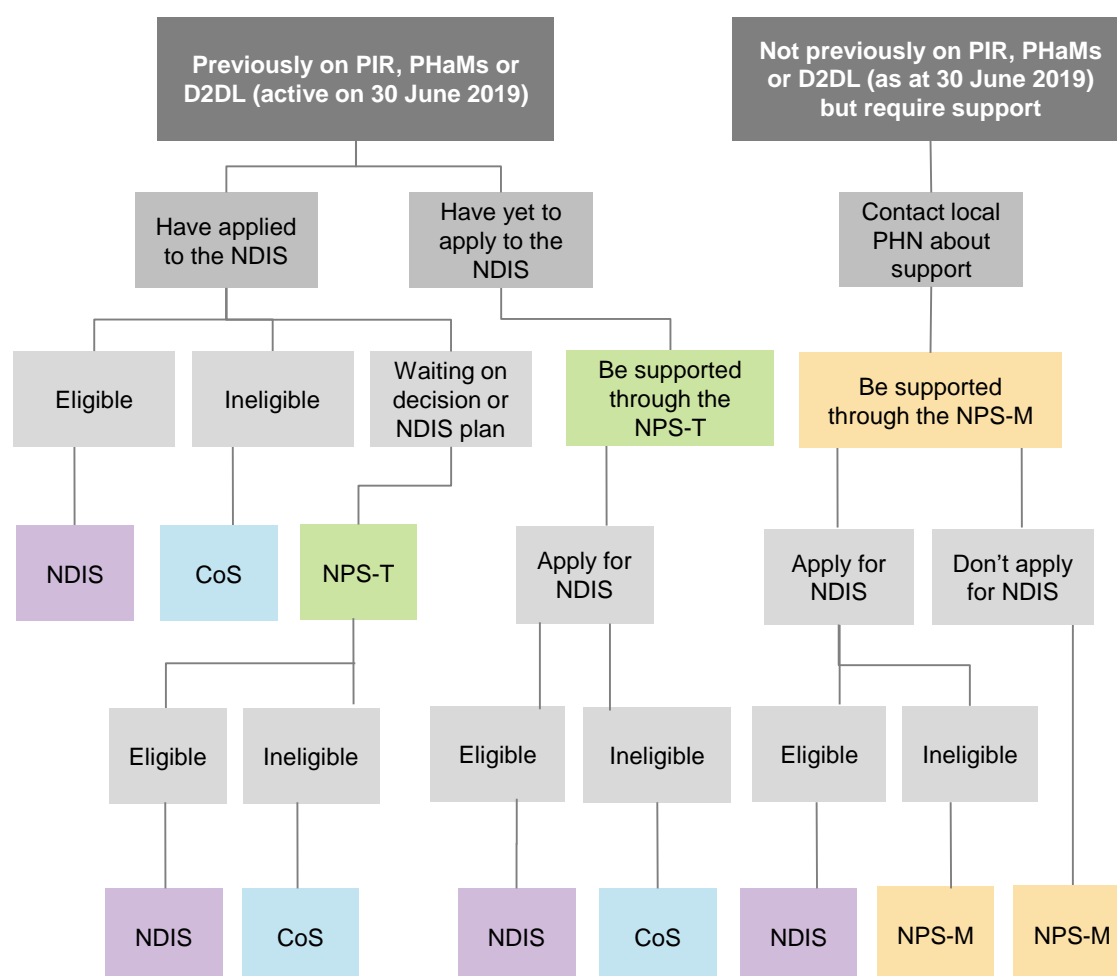 Previously on PIR, PHaMs or
D2DL (active on 30 June 2019)
Not previously on PIR, PHaMs
or D2DL (as at 30 June 2019)
but require support
Have applied
to the NDIS
Have yet to
apply to the
NDIS
Contact local
PHN about
support
Eligible
Ineligible
Waiting on
decision or
NDIS plan
Be supported
through the
NPS-T
Be supported
through the NPS-M
NDIS
CoS
NPS-T
Apply for
NDIS
Apply for
NDIS
Don’t apply
for NDIS
Eligible
Ineligible
Eligible
Ineligible
Eligible
Ineligible
NDIS
CoS
NDIS
CoS
NDIS
NPS-M
NPS-M